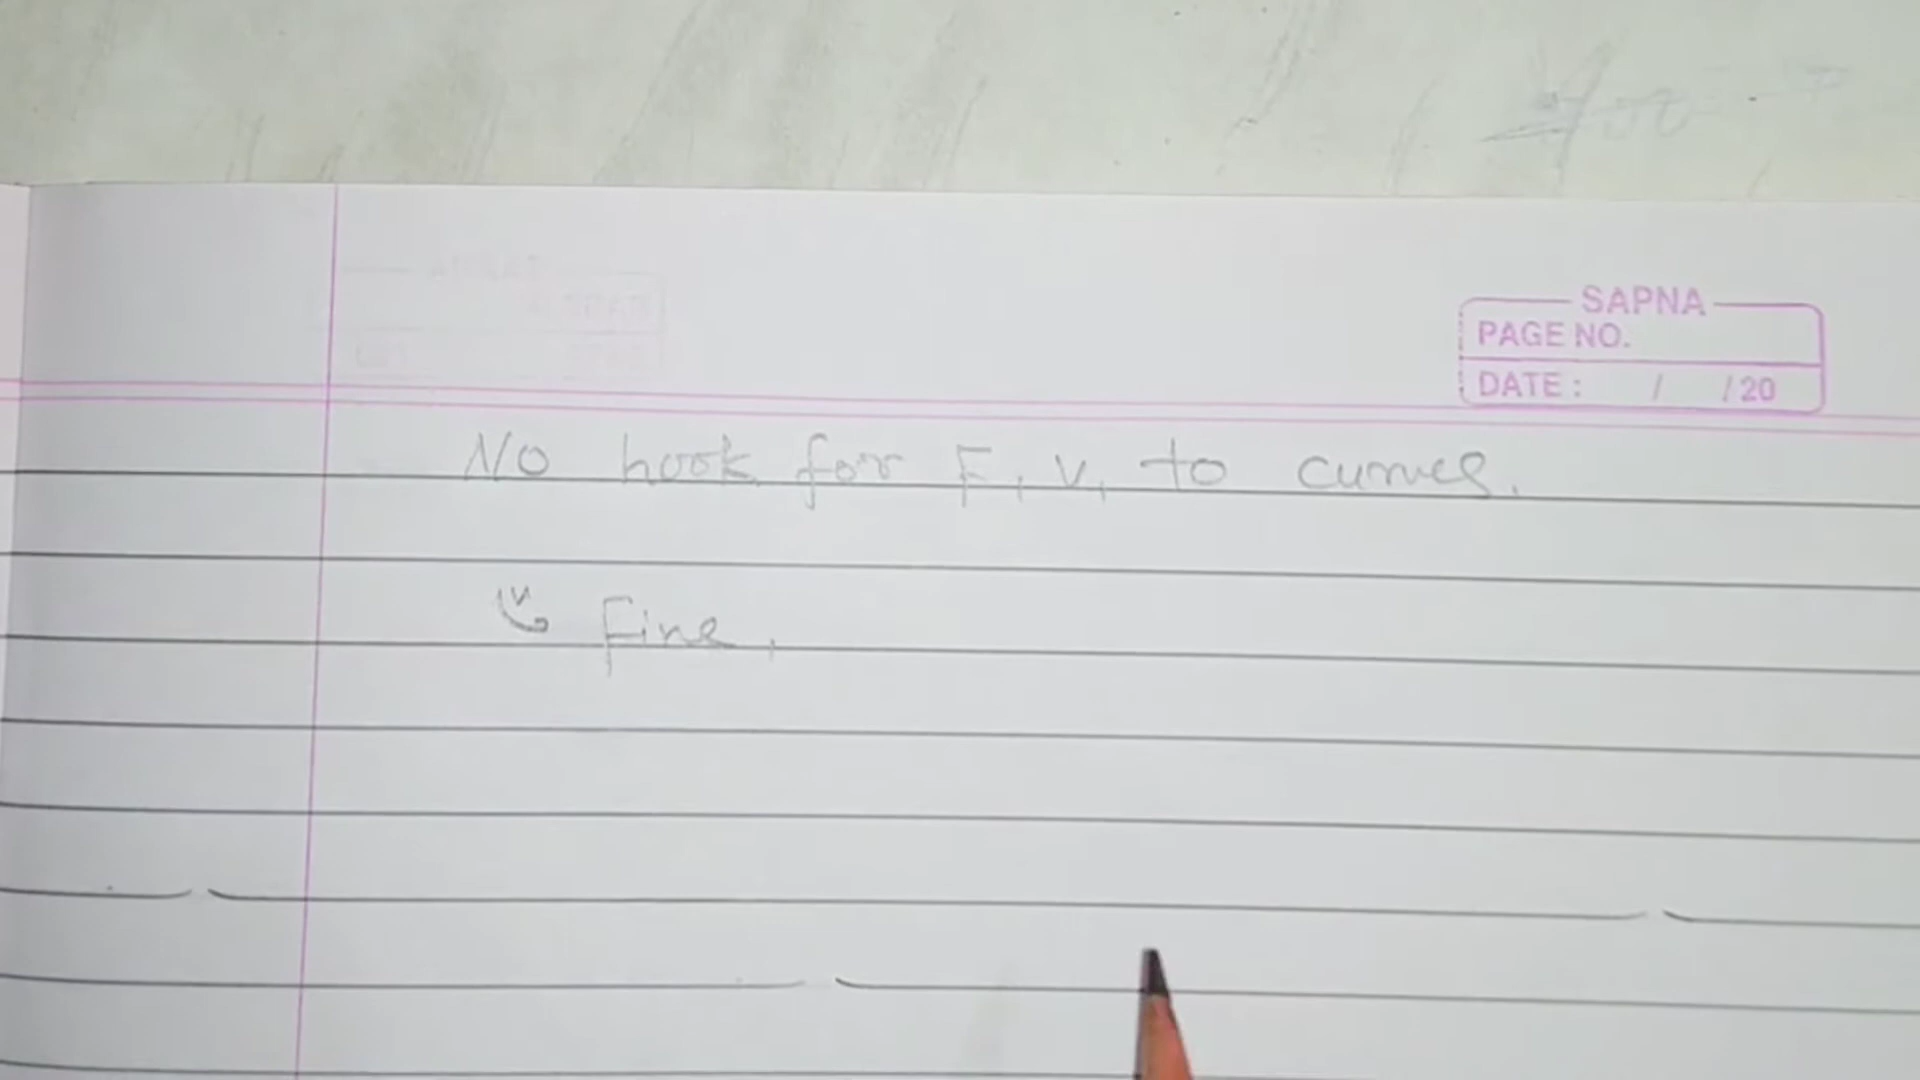 SAPNA
PAGE NO.
DATE : / / 20
No hook for F, V, to curves.
Fine,